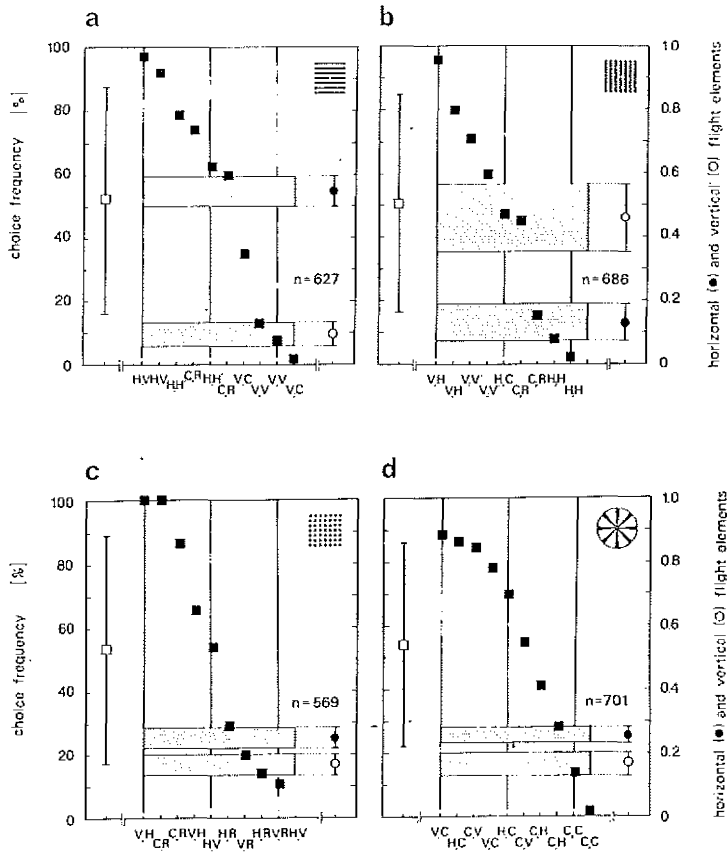 a
b
choice frequency [%]
100
80
60
40
20
0
n=627
H,V H,V C,R H,H V,C V,V
H,H C,R V,V V,C
n=686
V,H V,V H,C C,R H,H
V,H V,V C,R H,H
1.0
0.8
0.6
0.4
0.2
0
horizontal (●) and vertical (○) flight elements
c
d
choice frequency [%]
100
80
60
40
20
0
n=569
V,H C,R V,H H,R H,R V,R H,V
C,R H,V V,R
n=701
V,C C,V H,C C,H C,C
H,C V,C C,V C,H C,C
1.0
0.8
0.6
0.4
0.2
0
horizontal (●) and vertical (○) flight elements